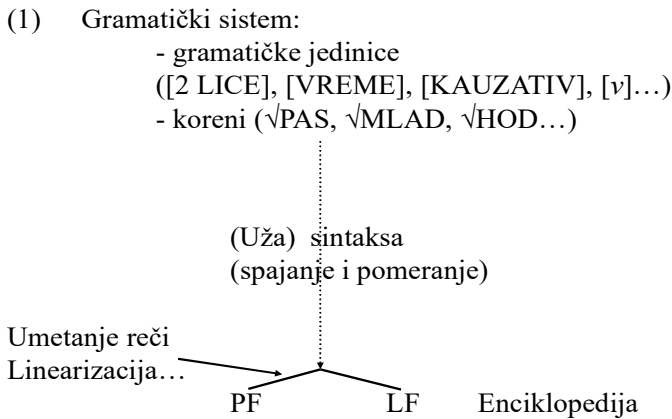 (1) Gramatički sistem:
- gramatičke jedinice
([2 LICE], [VREME], [KAUZATIV], [v]…)
- koreni (√PAS, √MLAD, √HOD…)
(Uža) sintaksa
(spajanje i pomeranje)
Umetanje reči
Linearizacija…
PF LF Enciklopedija